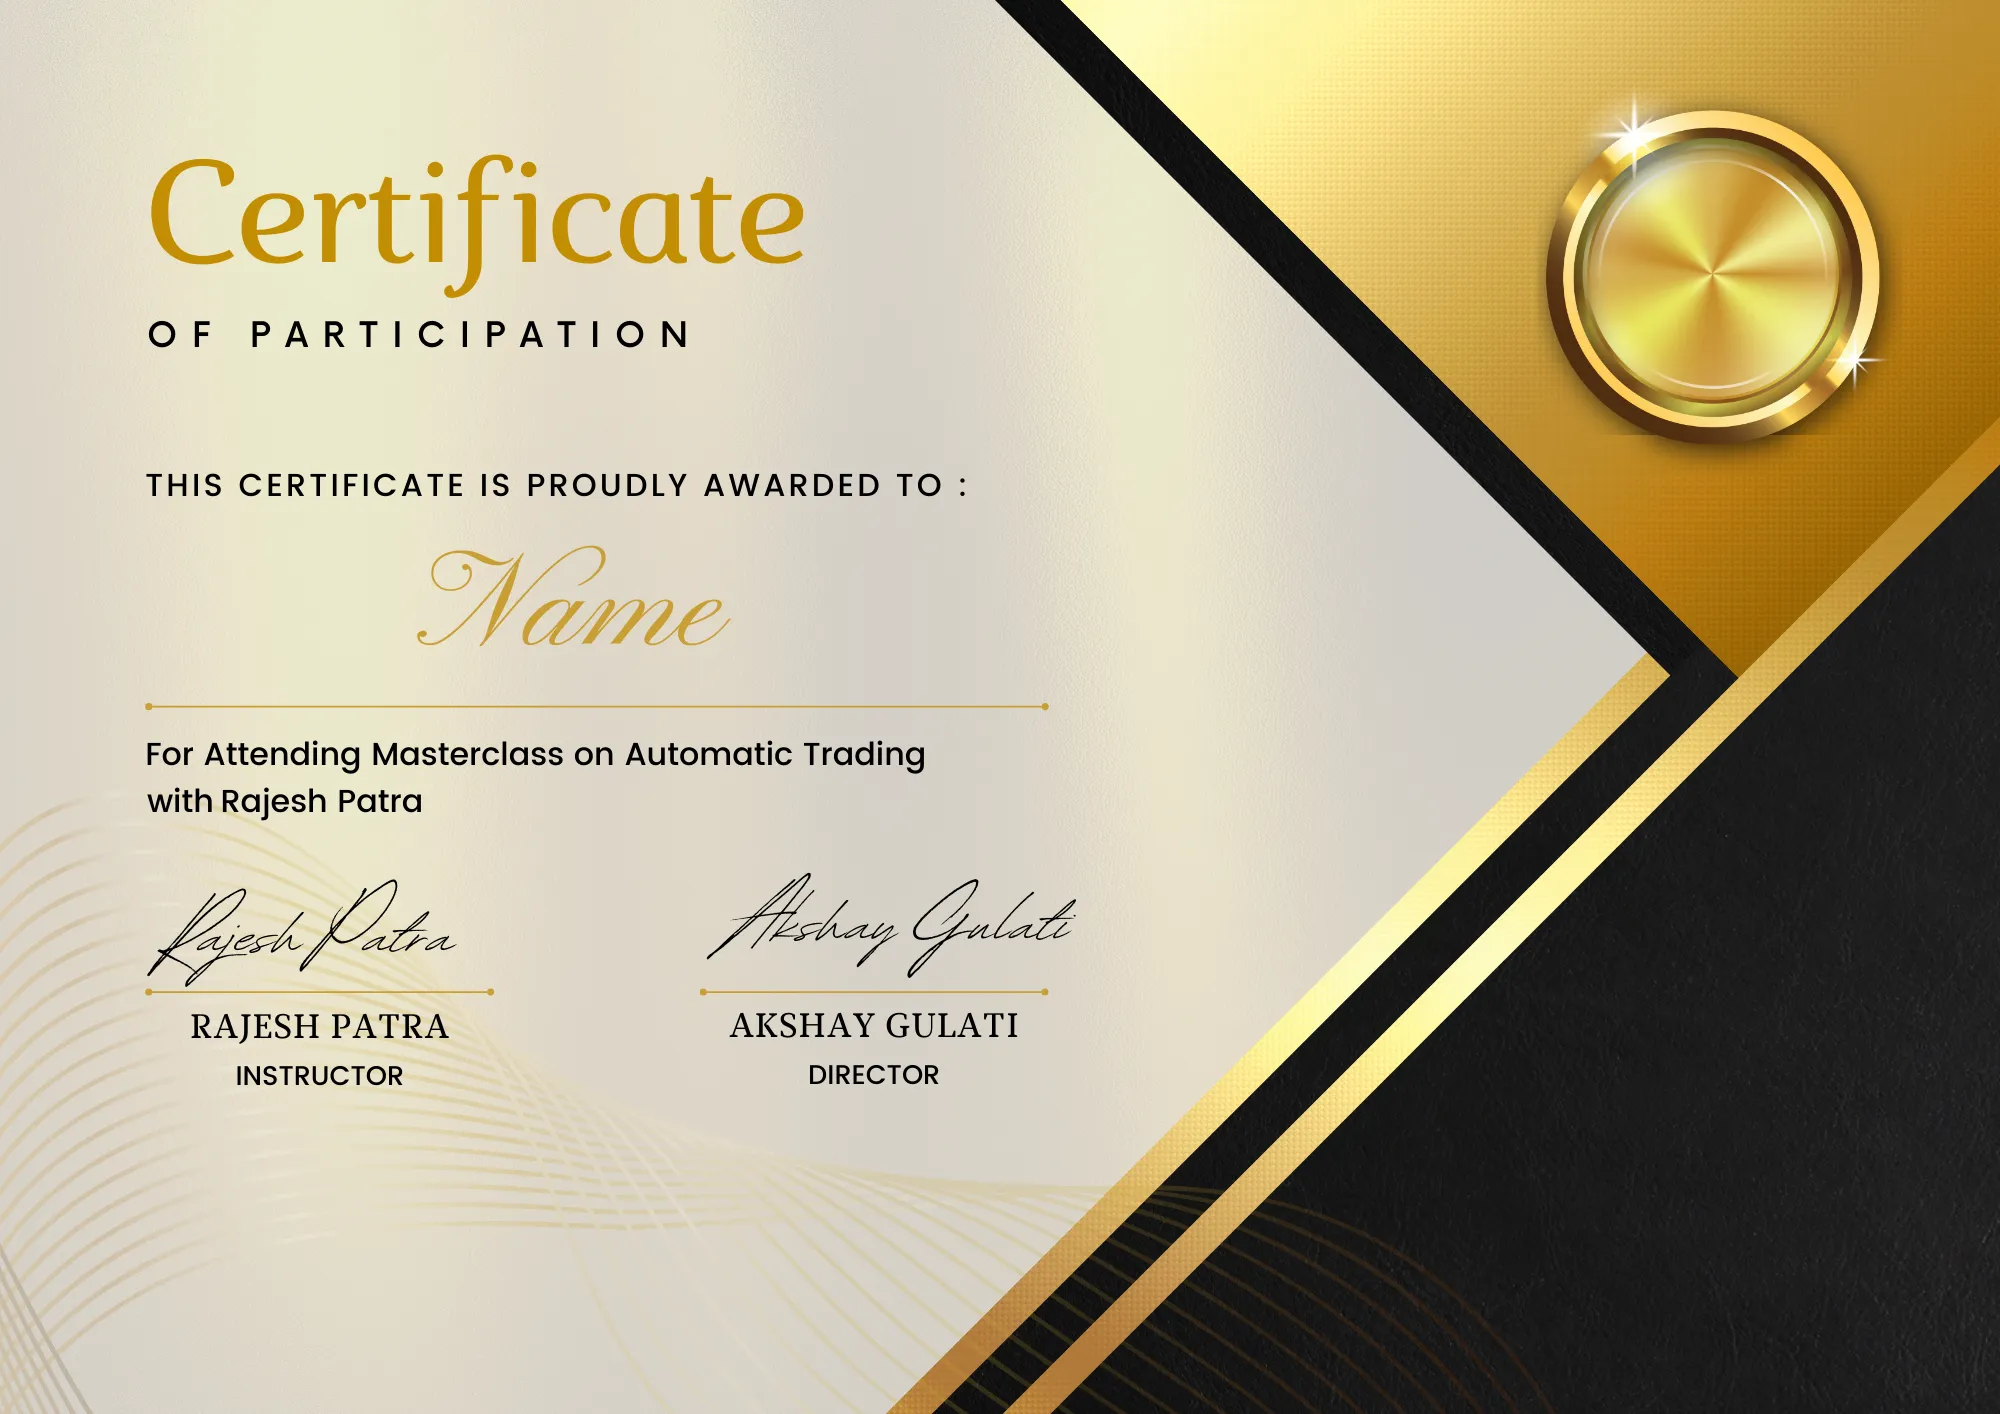 Certificate
OF PARTICIPATION
THIS CERTIFICATE IS PROUDLY AWARDED TO :
Name
For Attending Masterclass on Automatic Trading
with Rajesh Patra
Rajesh Patra
Akshay Gulati
RAJESH PATRA
AKSHAY GULATI
INSTRUCTOR
DIRECTOR